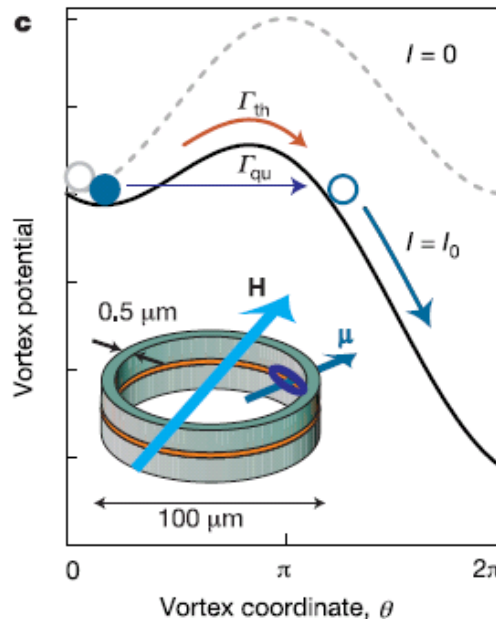 c
I = 0
Γth
Γqu
I = I0
H
0.5 μm
μ
100 μm
Vortex potential
0
π
2π
Vortex coordinate, θ